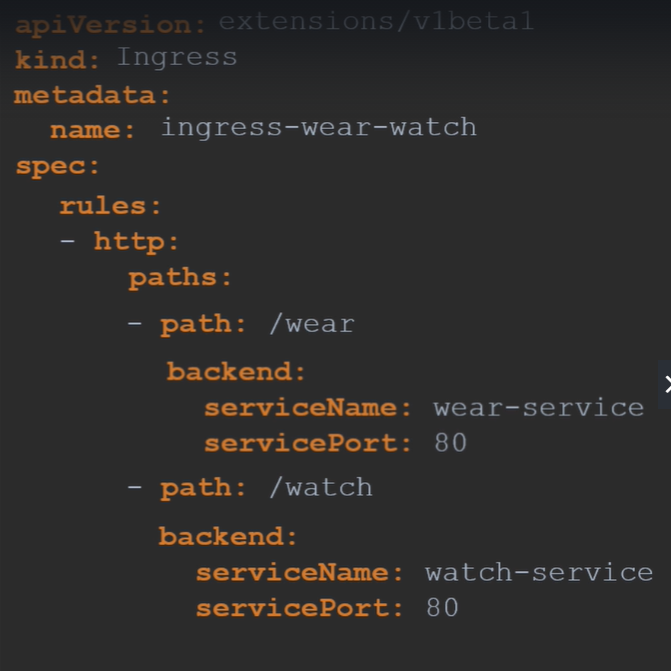 apiVersion: extensions/v1beta1
kind: Ingress
metadata:
name: ingress-wear-watch
spec:
rules:
- http:
paths:
- path: /wear
backend:
serviceName: wear-service
servicePort: 80
- path: /watch
backend:
serviceName: watch-service
servicePort: 80